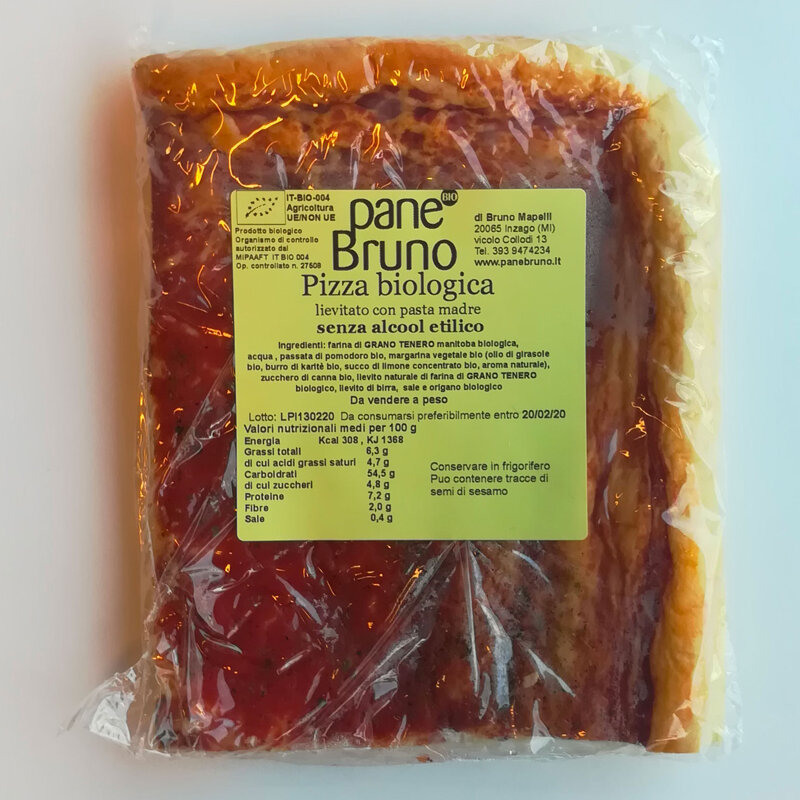 IT-BIO-004
Agricoltura
UE/NON UE
Prodotto biologico
Organismo di controllo
autorizzato dal
MIPAAFT IT BIO 004
Op. controllato n. 27508
pane BIO
Bruno
di Bruno Mapelli
20065 Inzago (MI)
vicolo Collodi 13
Tel. 393 9474234
www.panebruno.it
Pizza biologica
lievitato con pasta madre
senza alcool etilico
Ingredienti: farina di GRANO TENERO manitoba biologica,
acqua , passata di pomodoro bio, margarina vegetale bio (olio di girasole
bio, burro di karitè bio, succo di limone concentrato bio, aroma naturale),
zucchero di canna bio, lievito naturale di farina di GRANO TENERO
biologico, lievito di birra, sale e origano biologico
Da vendere a peso
Lotto: LPI130220 Da consumarsi preferibilmente entro 20/02/20
Valori nutrizionali medi per 100 g
Energia Kcal 308 , KJ 1368
Grassi totali 6,3 g
di cui acidi grassi saturi 4,7 g
Carboidrati 54,5 g
di cui zuccheri 4,8 g
Proteine 7,2 g
Fibre 2,0 g
Sale 0,4 g
Conservare in frigorifero
Puo contenere tracce di
semi di sesamo